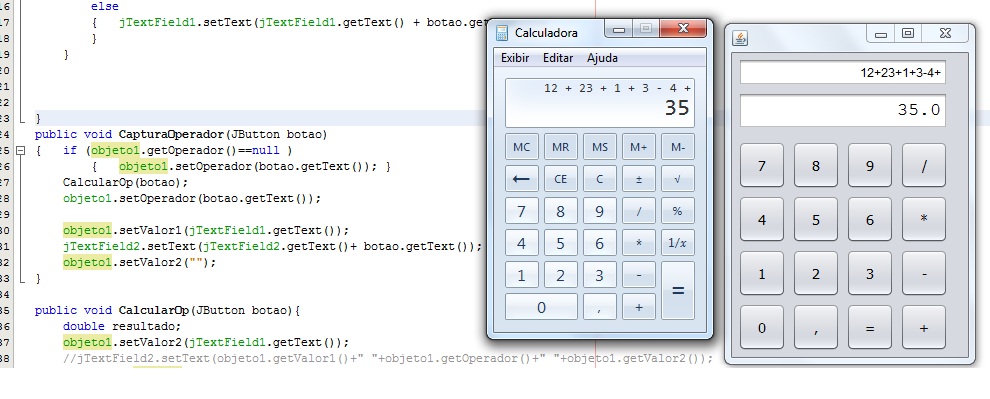 16 else
17 { jTextField1.setText(jTextField1.getText() + botao.get
18 }
19 }
20
21
22
23 }
24 public void CapturaOperador(JButton botao)
25 { if (objeto1.getOperador()==null )
26 { objeto1.setOperador(botao.getText()); }
27 CalcularOp(botao);
28 objeto1.setOperador(botao.getText());
29
30 objeto1.setValor1(jTextField1.getText());
31 jTextField2.setText(jTextField2.getText()+ botao.getText());
32 objeto1.setValor2("");
33 }
34
35 public void CalcularOp(JButton botao){
36 double resultado;
37 objeto1.setValor2(jTextField1.getText());
38 //jTextField2.setText(objeto1.getValor1()+" "+objeto1.getOperador()+" "+objeto1.getValor2());
Calculadora
Exibir Editar Ajuda
12 + 23 + 1 + 3 - 4 +
35
MC MR MS M+ M-
← CE C ± √
7 8 9 / %
4 5 6 * 1/x
1 2 3 - =
0 , +
12+23+1+3-4+
35.0
7 8 9 /
4 5 6 *
1 2 3 -
0 , = +